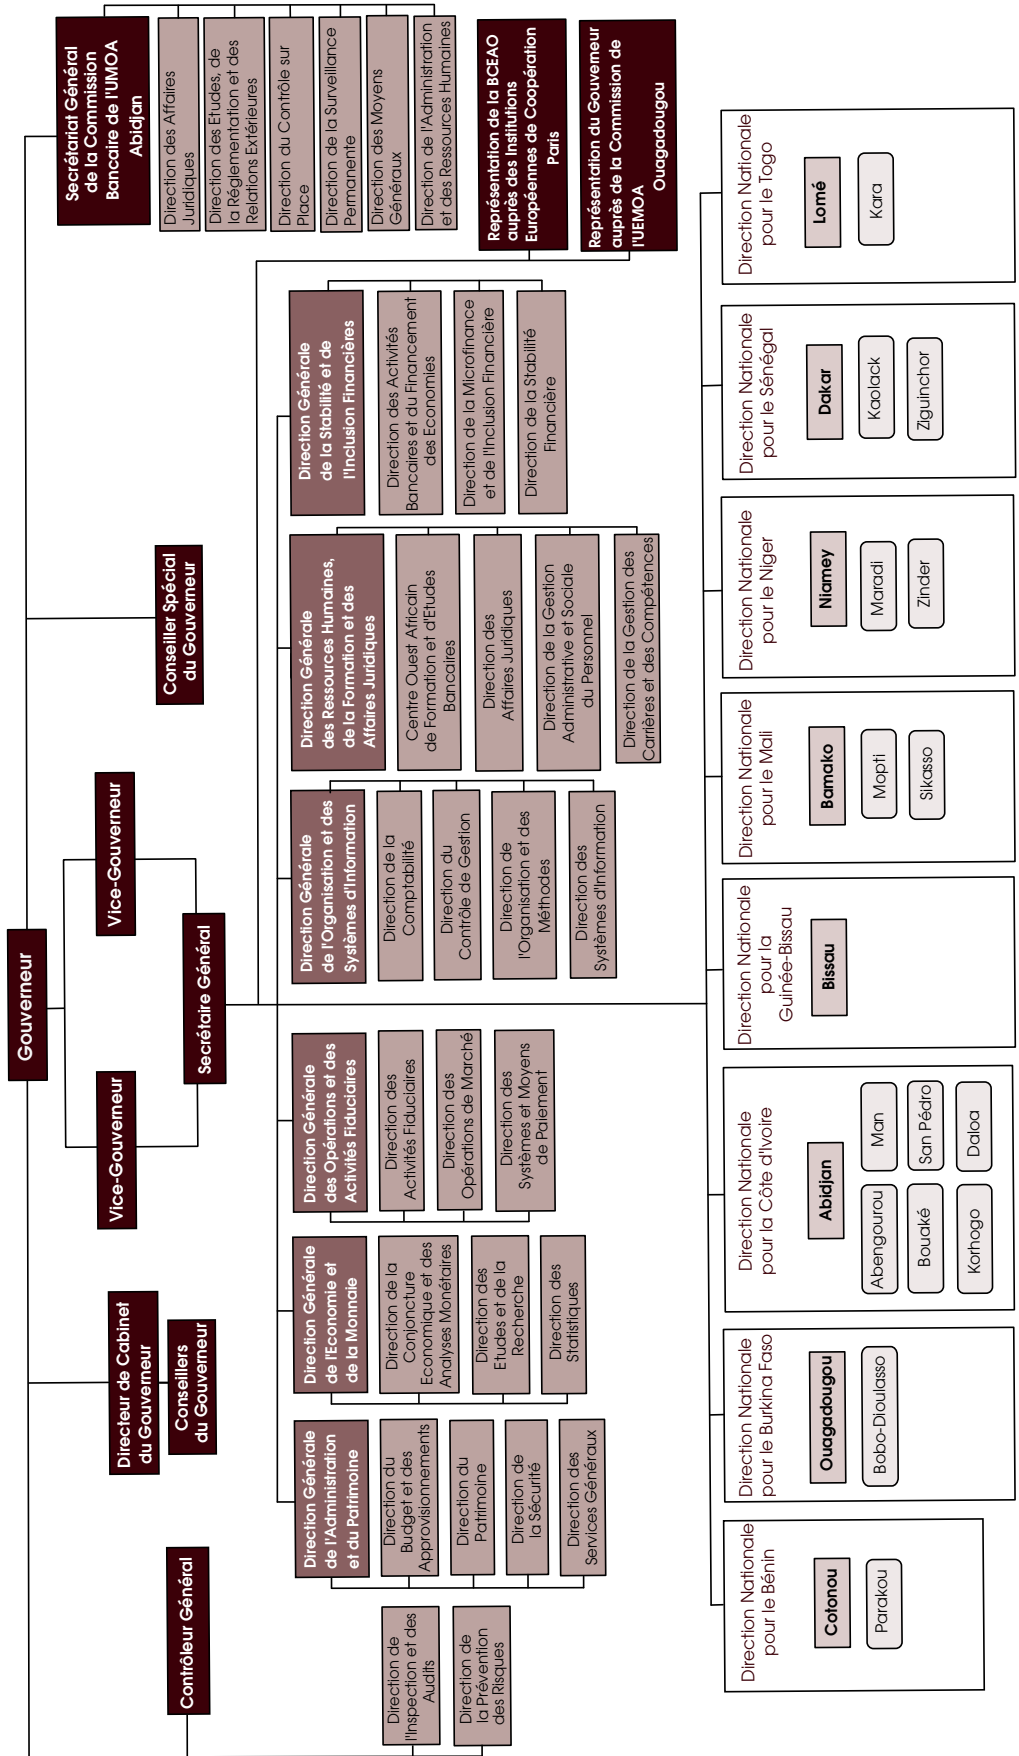 Gouverneur
Vice-Gouverneur
Vice-Gouverneur
Secrétaire Général
Contrôleur Général
Direction de
l'Inspection et des
Audits
Direction de
la Prévention
des Risques
Directeur de Cabinet
du Gouverneur
Conseillers
du Gouverneur
Conseiller Spécial
du Gouverneur
Secrétariat Général
de la Commission
Bancaire de l'UMOA
Abidjan
Direction des Affaires
Juridiques
Direction des Etudes, de
la Réglementation et des
Relations Extérieures
Direction du Contrôle sur
Place
Direction de la Surveillance
Permanente
Direction des Moyens
Généraux
Direction de l'Administration
et des Ressources Humaines
Représentation de la BCEAO
auprès des Institutions
Européennes de Coopération
Paris
Représentation du Gouverneur
auprès de la Commission de
l'UEMOA
Ouagadougou
Direction Générale
de l'Administration
et du Patrimoine
Direction du
Budget et des
Approvisionnements
Direction du
Patrimoine
Direction de
la Sécurité
Direction des
Services Généraux
Direction Générale
de l'Economie et
de la Monnaie
Direction de la
Conjoncture
Economique et des
Analyses Monétaires
Direction des
Etudes et de la
Recherche
Direction des
Statistiques
Direction Générale
des Opérations et des
Activités Fiduciaires
Direction des
Activités Fiduciaires
Direction des
Opérations de Marché
Direction des
Systèmes et Moyens
de Paiement
Direction Générale
de l'Organisation et des
Systèmes d'Information
Direction de la
Comptabilité
Direction du
Contrôle de Gestion
Direction de
l'Organisation et des
Méthodes
Direction des
Systèmes d'Information
Direction Générale
des Ressources Humaines,
de la Formation et des
Affaires Juridiques
Centre Ouest Africain
de Formation et d'Etudes
Bancaires
Direction des
Affaires Juridiques
Direction de la Gestion
Administrative et Sociale
du Personnel
Direction de la Gestion des
Carrières et des Compétences
Direction Générale
de la Stabilité et de
l'Inclusion Financières
Direction des Activités
Bancaires et du Financement
des Economies
Direction de la Microfinance
et de l'Inclusion Financière
Direction de la Stabilité
Financière
Direction Nationale
pour le Bénin
Cotonou
Parakou
Direction Nationale
pour le Burkina Faso
Ouagadougou
Bobo-Dioulasso
Direction Nationale
pour la Côte d'Ivoire
Abidjan
Abengourou
Man
Bouaké
San Pédro
Korhogo
Daloa
Direction Nationale
pour la
Guinée-Bissau
Bissau
Direction Nationale
pour le Mali
Bamako
Mopti
Sikasso
Direction Nationale
pour le Niger
Niamey
Maradi
Zinder
Direction Nationale
pour le Sénégal
Dakar
Kaolack
Ziguinchor
Direction Nationale
pour le Togo
Lomé
Kara